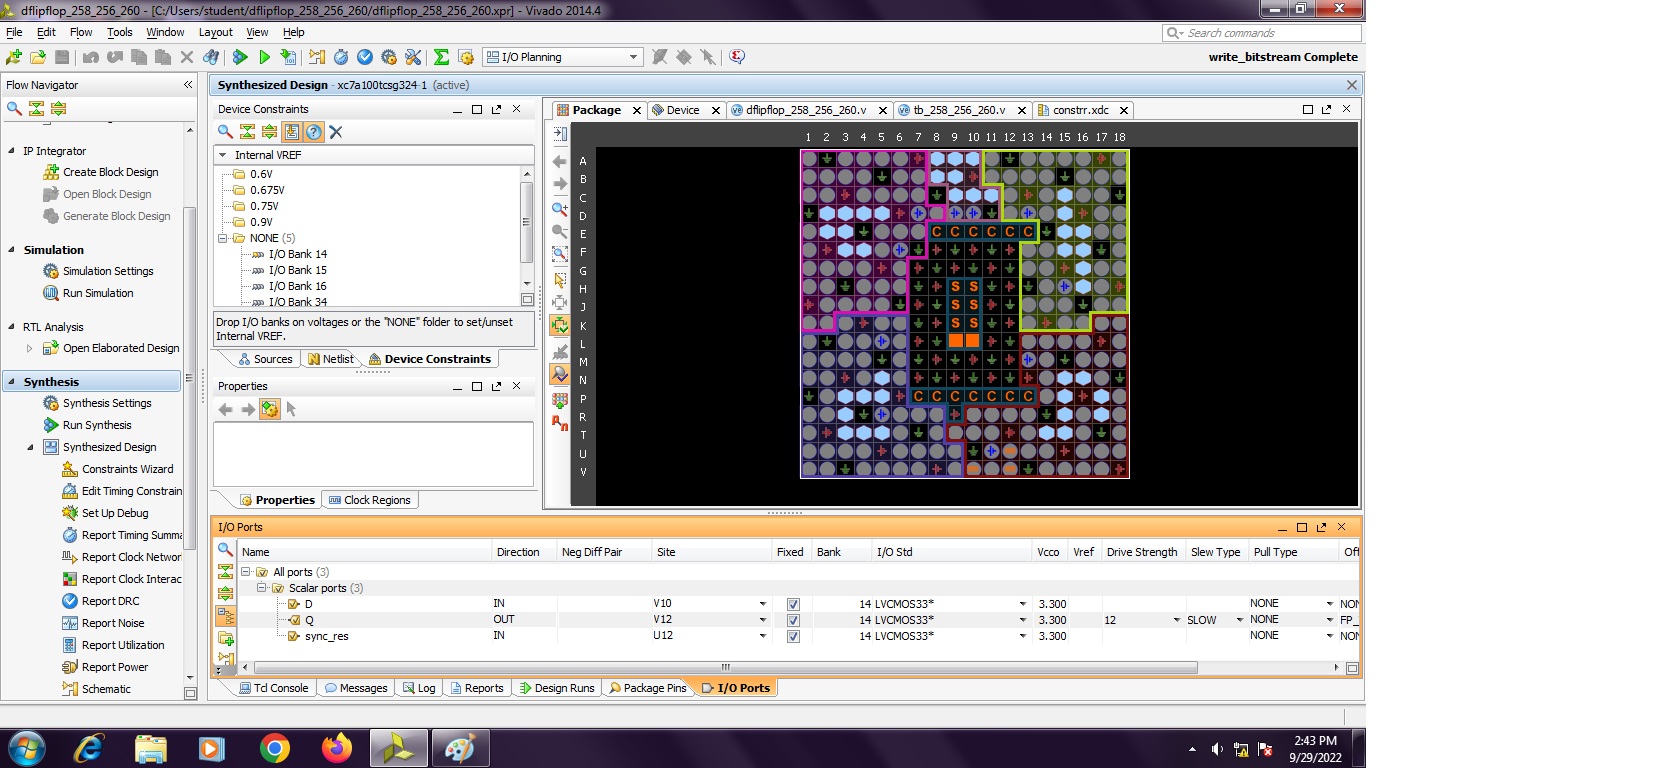 dflipflop_258_256_260 - [C:/Users/student/dflipflop_258_256_260/dflipflop_258_256_260.xpr] - Vivado 2014.4
File Edit Flow Tools Window Layout View Help
Search commands
I/O Planning
write_bitstream Complete
Flow Navigator
Synthesized Design - xc7a100tcsg324-1 (active)
Device Constraints
Package Device dflipflop_258_256_260.v tb_258_256_260.v constrr.xdc
IP Integrator
Create Block Design
Open Block Design
Generate Block Design
Simulation
Simulation Settings
Run Simulation
RTL Analysis
Open Elaborated Design
Synthesis
Synthesis Settings
Run Synthesis
Synthesized Design
Constraints Wizard
Edit Timing Constrain
Set Up Debug
Report Timing Summa
Report Clock Networ
Report Clock Interac
Report DRC
Report Noise
Report Utilization
Report Power
Schematic
Internal VREF
0.6V
0.675V
0.75V
0.9V
NONE (5)
I/O Bank 14
I/O Bank 15
I/O Bank 16
I/O Bank 34
Drop I/O banks on voltages or the "NONE" folder to set/unset
Internal VREF.
Sources Netlist Device Constraints
Properties
Properties Clock Regions
1 2 3 4 5 6 7 8 9 10 11 12 13 14 15 16 17 18
A
B
C
D
E C C C C C C
F
G
H S S
J S S
K S S
L
M
N
P C C C C C C C
R
T
U
V
I/O Ports
Name Direction Neg Diff Pair Site Fixed Bank I/O Std Vcco Vref Drive Strength Slew Type Pull Type Off
All ports (3)
Scalar ports (3)
D IN V10 14 LVCMOS33* 3.300 NONE NON
Q OUT V12 14 LVCMOS33* 3.300 12 SLOW NONE FP_
sync_res IN U12 14 LVCMOS33* 3.300 NONE NON
Tcl Console Messages Log Reports Design Runs Package Pins I/O Ports
2:43 PM
9/29/2022